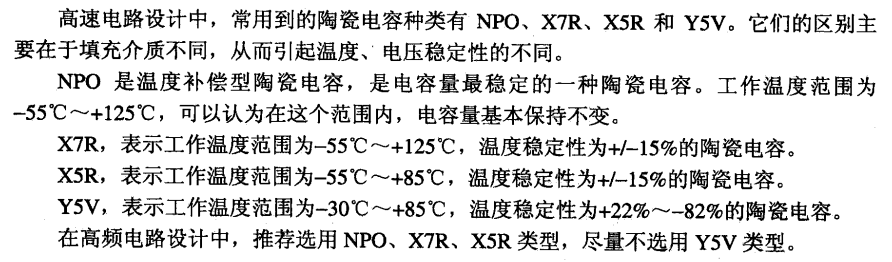 高速电路设计中，常用到的陶瓷电容种类有 NPO、X7R、X5R 和 Y5V。它们的区别主
要在于填充介质不同，从而引起温度、电压稳定性的不同。
NPO 是温度补偿型陶瓷电容，是电容量最稳定的一种陶瓷电容。工作温度范围为
–55℃～+125℃，可以认为在这个范围内，电容量基本保持不变。
X7R，表示工作温度范围为–55℃～+125℃，温度稳定性为+/–15%的陶瓷电容。
X5R，表示工作温度范围为–55℃～+85℃，温度稳定性为+/–15%的陶瓷电容。
Y5V，表示工作温度范围为–30℃～+85℃，温度稳定性为+22%～–82%的陶瓷电容。
在高频电路设计中，推荐选用 NPO、X7R、X5R 类型，尽量不选用 Y5V 类型。